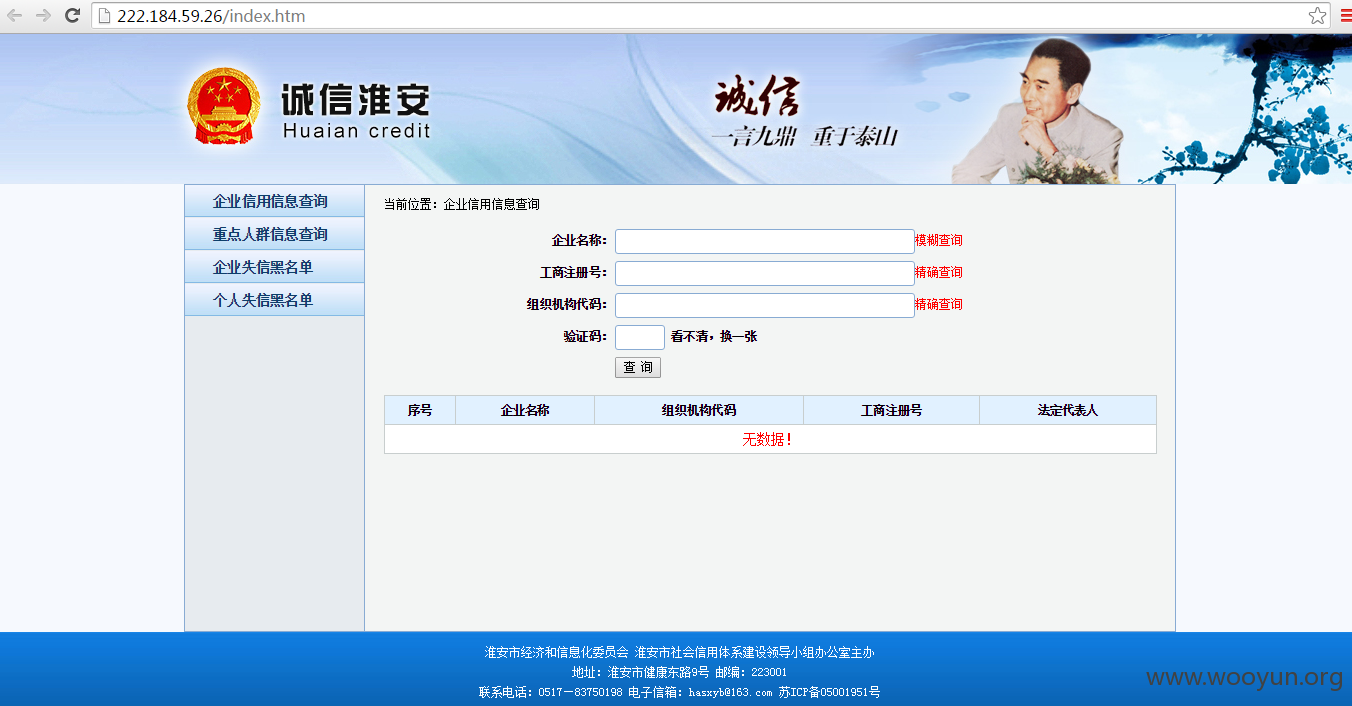 222.184.59.26/index.htm
诚信淮安
Huaian credit
诚信
一言九鼎 重于泰山
企业信用信息查询
重点人群信息查询
企业失信黑名单
个人失信黑名单
当前位置：企业信用信息查询
企业名称： 模糊查询
工商注册号： 精确查询
组织机构代码： 精确查询
验证码： 看不清，换一张
查 询
序号 企业名称 组织机构代码 工商注册号 法定代表人
无数据！
淮安市经济和信息化委员会 淮安市社会信用体系建设领导小组办公室主办
地址：淮安市健康东路9号 邮编：223001
联系电话：0517－83750198 电子信箱：hasxyb@163.com 苏ICP备05001951号
www.wooyun.org